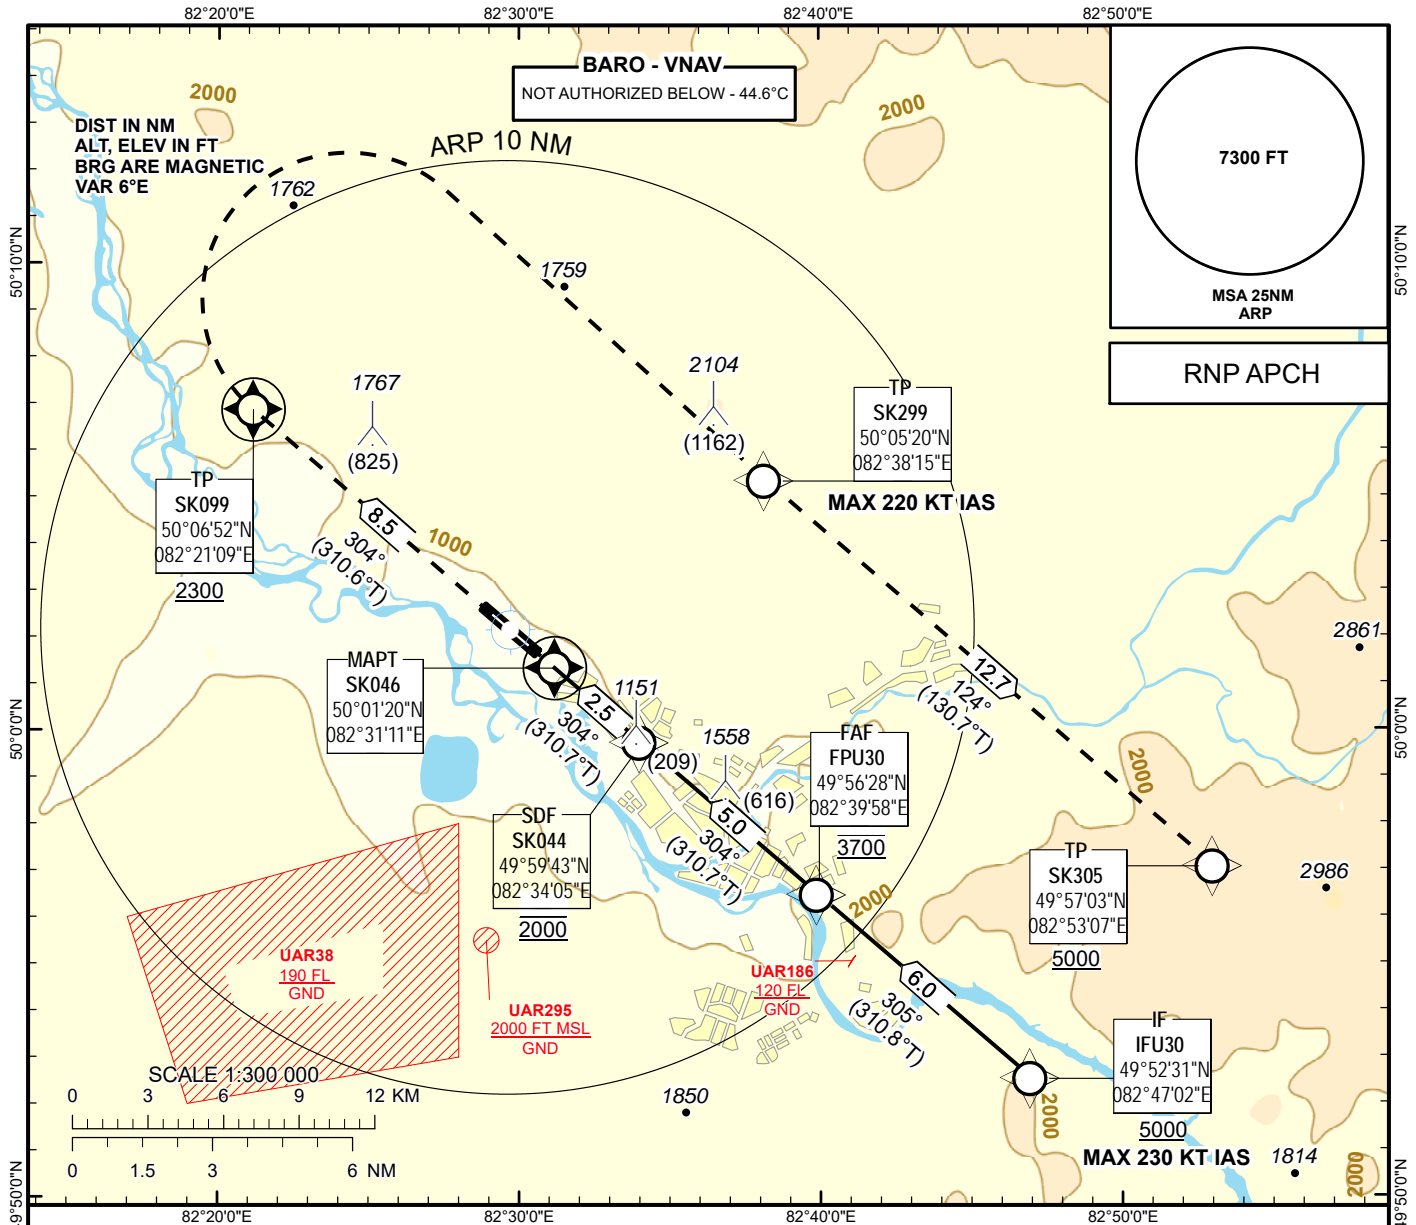 82°20'0"E
82°30'0"E
82°40'0"E
82°50'0"E
BARO - VNAV
NOT AUTHORIZED BELOW - 44.6°C
2000
2000
DIST IN NM
ALT, ELEV IN FT
BRG ARE MAGNETIC
VAR 6°E
ARP 10 NM
7300 FT
MSA 25NM
ARP
RNP APCH
1762
50°10'0"N
50°10'0"N
1759
1767
(825)
2104
(1162)
TP
SK299
50°05'20"N
082°38'15"E
MAX 220 KT IAS
TP
SK099
50°06'52"N
082°21'09"E
2300
8.5
304°
(310.6°T)
1000
2861
MAPT
SK046
50°01'20"N
082°31'11"E
12.7
124°
(130.7°T)
1151
(209)
2.5
304°
(310.7°T)
50°0'0"N
50°0'0"N
1558
(616)
FAF
FPU30
49°56'28"N
082°39'58"E
3700
2000
5.0
304°
(310.7°T)
SDF
SK044
49°59'43"N
082°34'05"E
2000
TP
SK305
49°57'03"N
082°53'07"E
5000
2986
2000
UAR38
190 FL
GND
UAR295
2000 FT MSL
GND
UAR186
120 FL
GND
6.0
305°
(310.8°T)
IF
IFU30
49°52'31"N
082°47'02"E
5000
MAX 230 KT IAS
2000
SCALE 1:300 000
0 3 6 9 12 KM
0 1.5 3 6 NM
1850
1814
2000
49°50'0"N
49°50'0"N
82°20'0"E
82°30'0"E
82°40'0"E
82°50'0"E